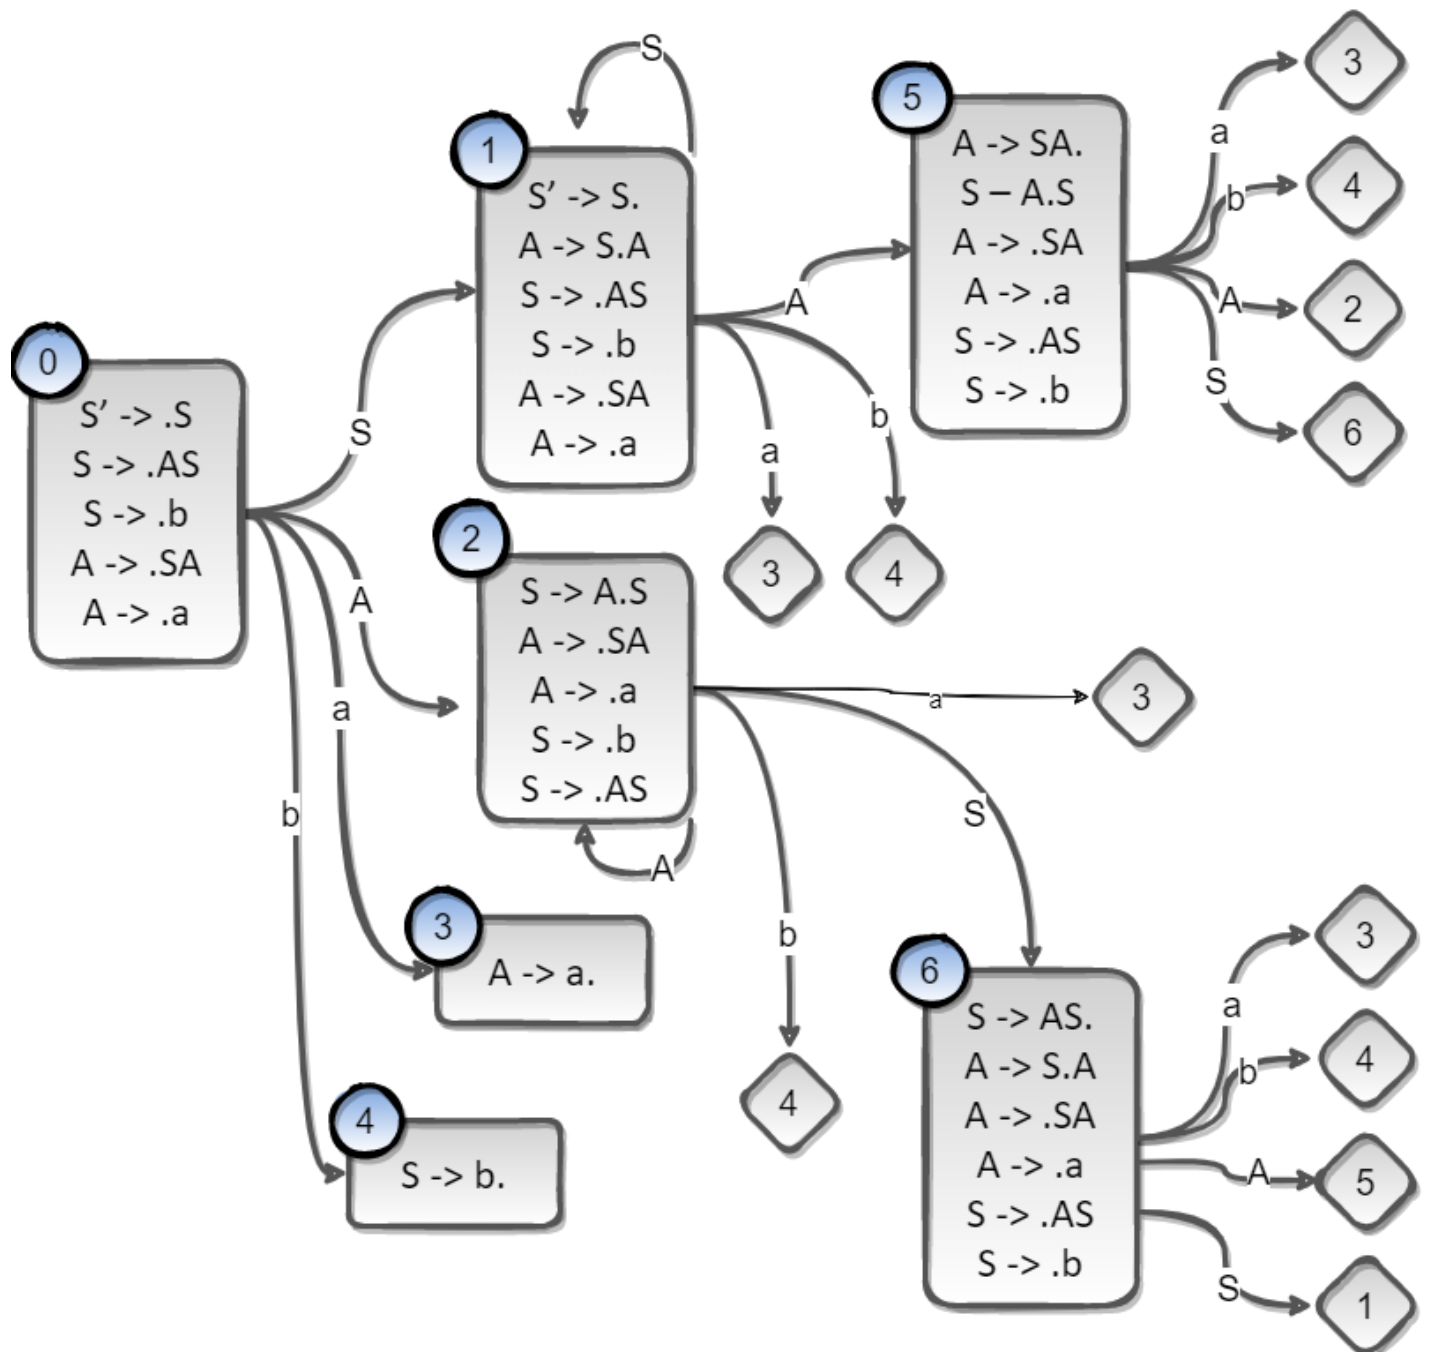 0
S’ -> .S
S -> .AS
S -> .b
A -> .SA
A -> .a
S
A
a
b
1
S’ -> S.
A -> S.A
S -> .AS
S -> .b
A -> .SA
A -> .a
S
A
a
b
3
4
2
S -> A.S
A -> .SA
A -> .a
S -> .b
S -> .AS
A
a
S
b
3
4
3
A -> a.
4
S -> b.
5
A -> SA.
S – A.S
A -> .SA
A -> .a
S -> .AS
S -> .b
a
b
A
S
3
4
2
6
6
S -> AS.
A -> S.A
A -> .SA
A -> .a
S -> .AS
S -> .b
a
b
A
S
3
4
5
1